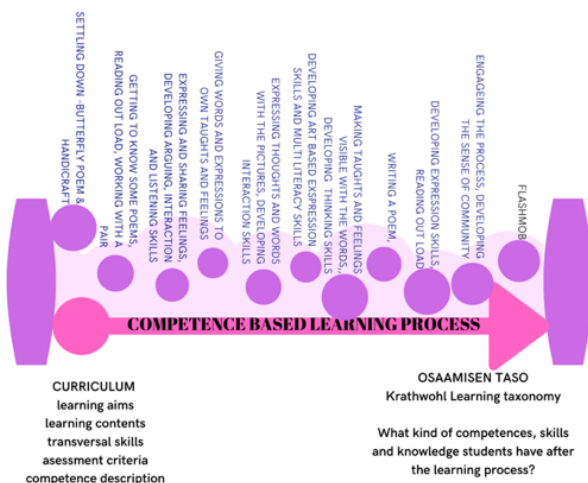 SETTLING DOWN -BUTTERFLY POEM &
HANDICRAFT
GETTING TO KNOW SOME POEMS,
READING OUT LOAD, WORKING WITH A
PAIR
EXPRESSING AND SHARING FEELINGS,
DEVELOPING ARGUING, INTERACTION
AND LISTENING SKILLS
GIVING WORDS AND EXPRESSIONS TO
OWN TAUGHTS AND FEELINGS
EXPRESSING THOUGHTS AND WORDS
WITH THE PICTURES, DEVELOPING
INTERACTION SKILLS
DEVELOPING ART BASED EXSPRESSION
SKILLS AND MULTI LITERACY SKILLS
MAKING TAUGHTS AND FEELINGS
VISIBLE WITH THE WORDS,,
DEVELOPING THINKING SKILLS
WRITING A POEM,
DEVELOPING EXPRESSION SKILLS,
READING OUT LOAD
ENGAGEING THE PROCESS, DEVELOPING
THE SENSE OF COMMUNITY
FLASHMOB
COMPETENCE BASED LEARNING PROCESS
CURRICULUM
learning aims
learning contents
transversal skills
asessment criteria
competence description
OSAAMISEN TASO
Krathwohl Learning taxonomy
What kind of competences, skills
and knowledge students have after
the learning process?